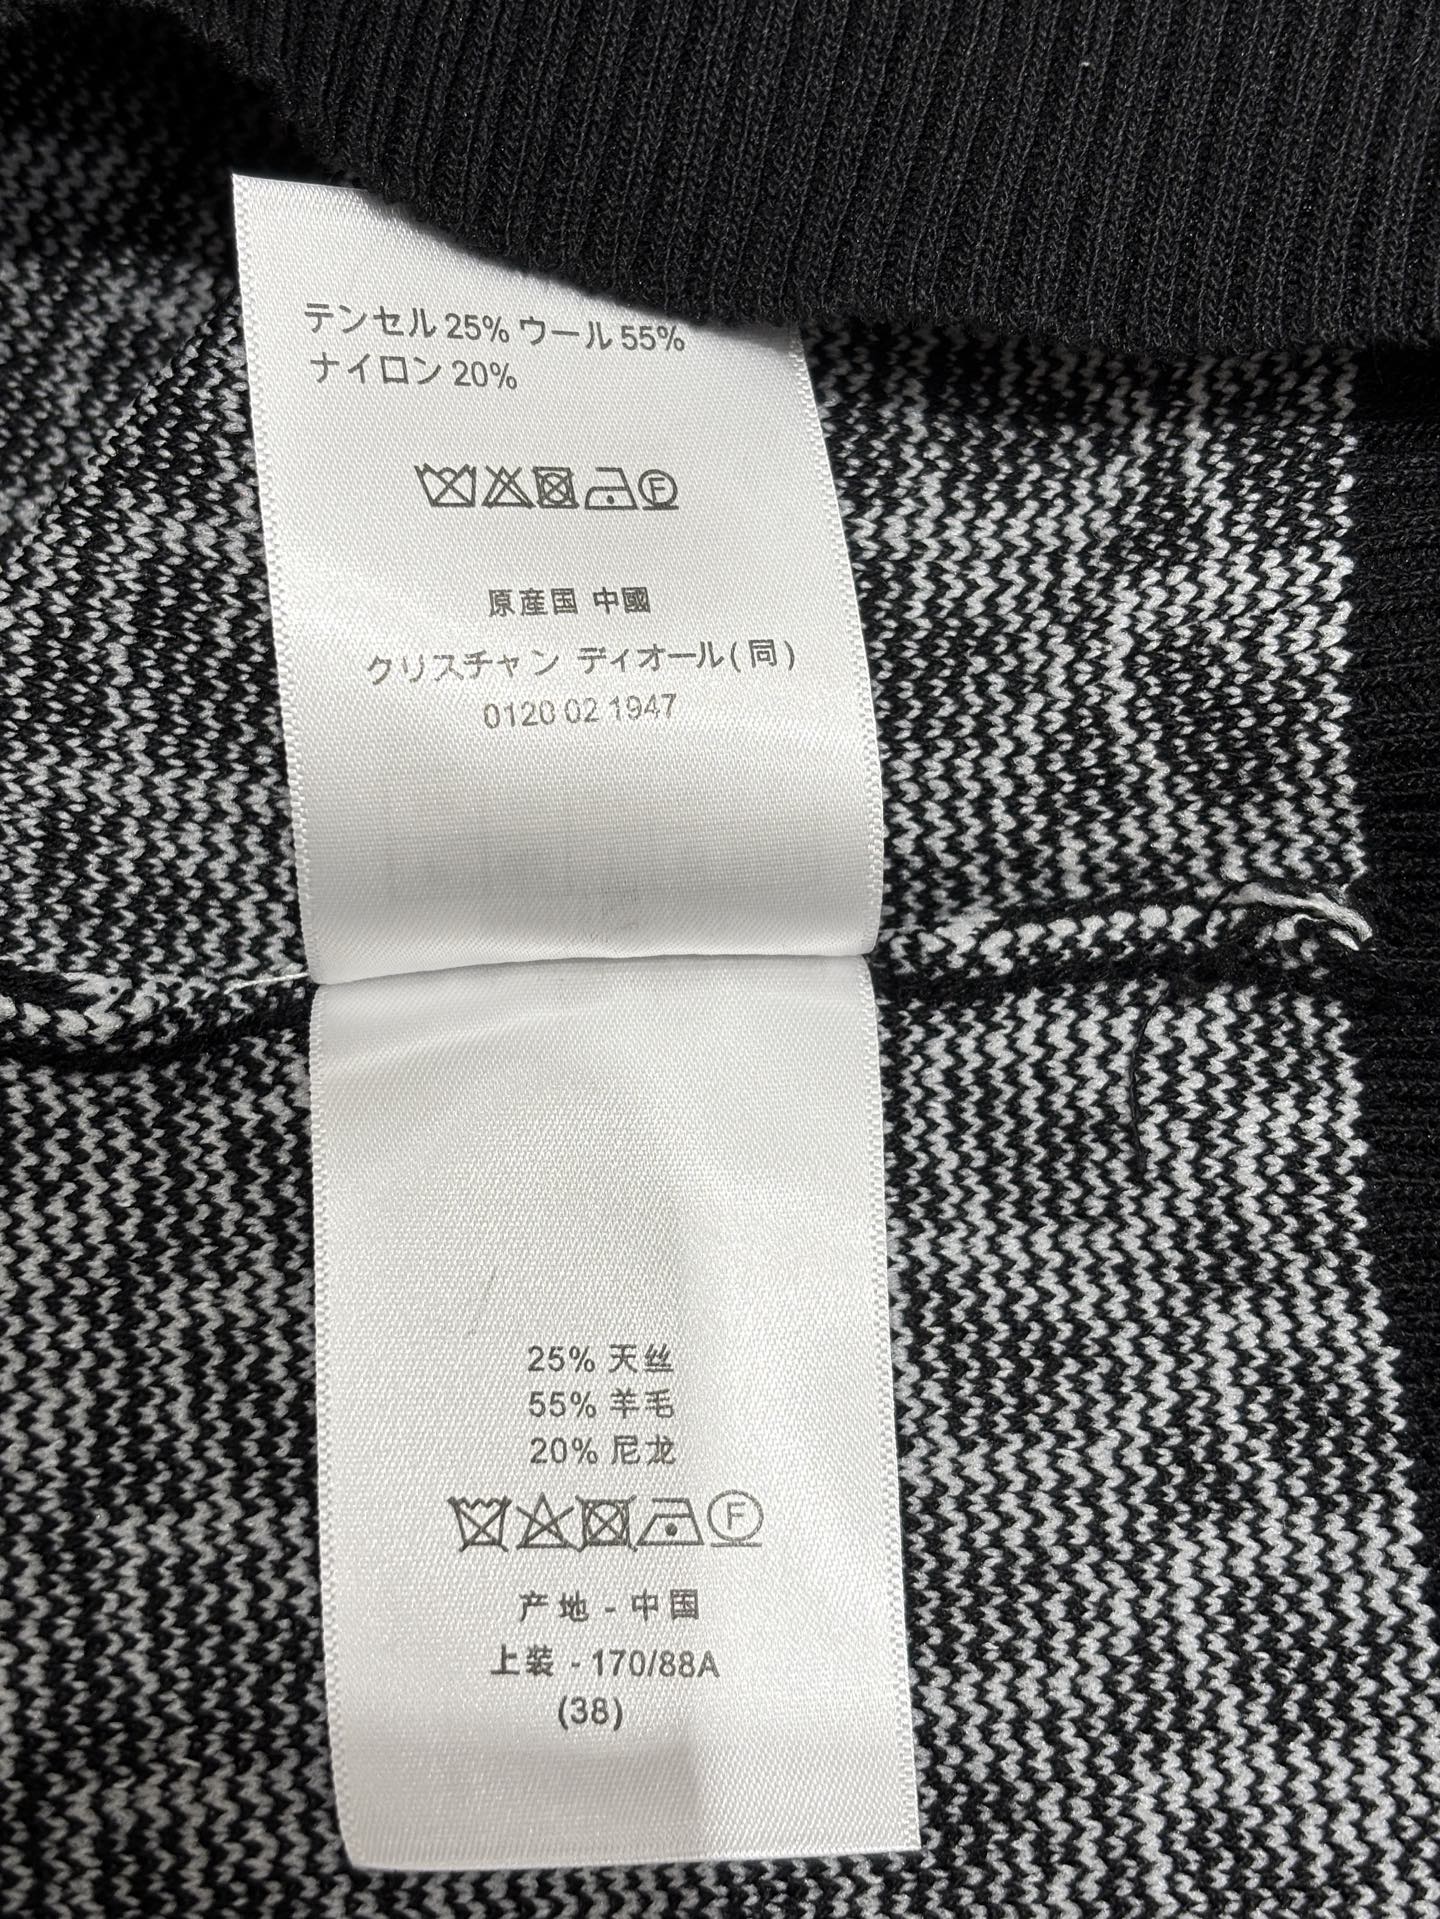 テンセル 25% ウール 55%
ナイロン 20%
F
原産国 中國
クリスチャン ディオール(同)
0120 02 1947
25% 天丝
55% 羊毛
20% 尼龙
F
产地 - 中国
上装 - 170/88A
(38)